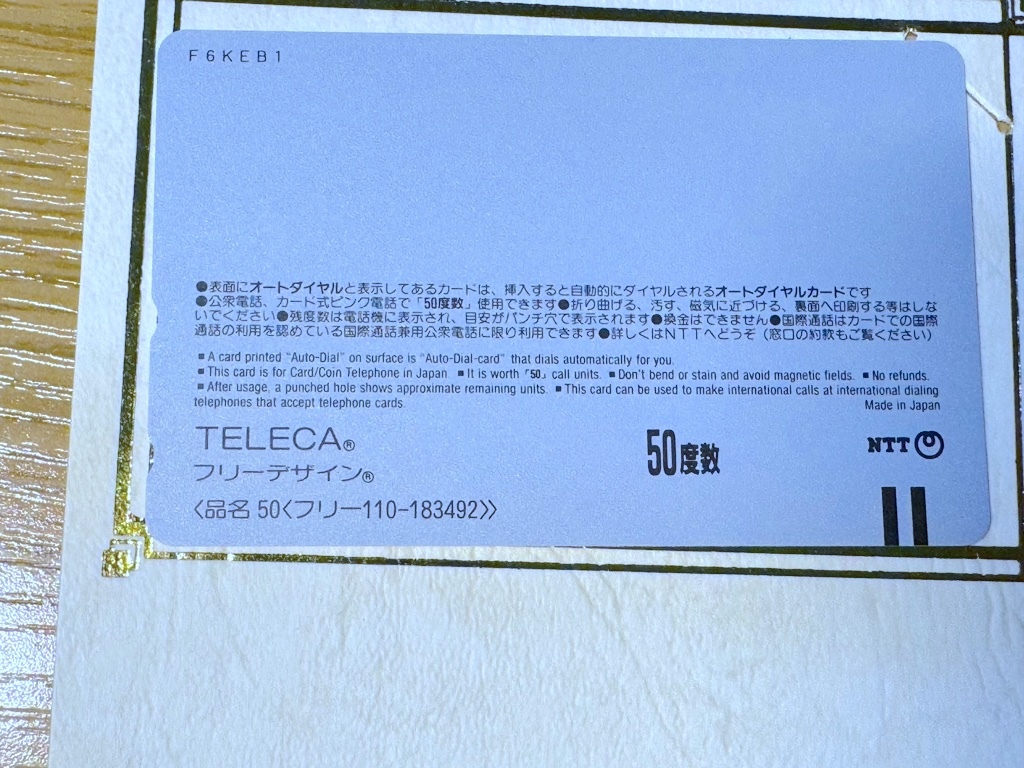 F6KEB1
●表面にオートダイヤルと表示してあるカードは、挿入すると自動的にダイヤルされるオートダイヤルカードです
●公衆電話、カード式ピンク電話で「50度数」使用できます●折り曲げる、汚す、磁気に近づける、裏面へ印刷する等はしな
いでください●残度数は電話機に表示され、目安がパンチ穴で表示されます●換金はできません●国際通話はカードでの国際
通話の利用を認めている国際通話兼用公衆電話に限り利用できます●詳しくはNTTへどうぞ(窓口の約款もご覧ください)
■A card printed "Auto-Dial" on surface is "Auto-Dial-card" that dials automatically for you.
■This card is for Card/Coin Telephone in Japan ■It is worth「50」call units. ■Don't bend or stain and avoid magnetic fields. ■No refunds.
■After usage, a punched hole shows approximate remaining units. ■This card can be used to make international calls at international dialing
telephones that accept telephone cards.
Made in Japan
TELECA®
フリーデザイン®
50度数
NTT
〈品名 50〈フリー110-183492〉〉